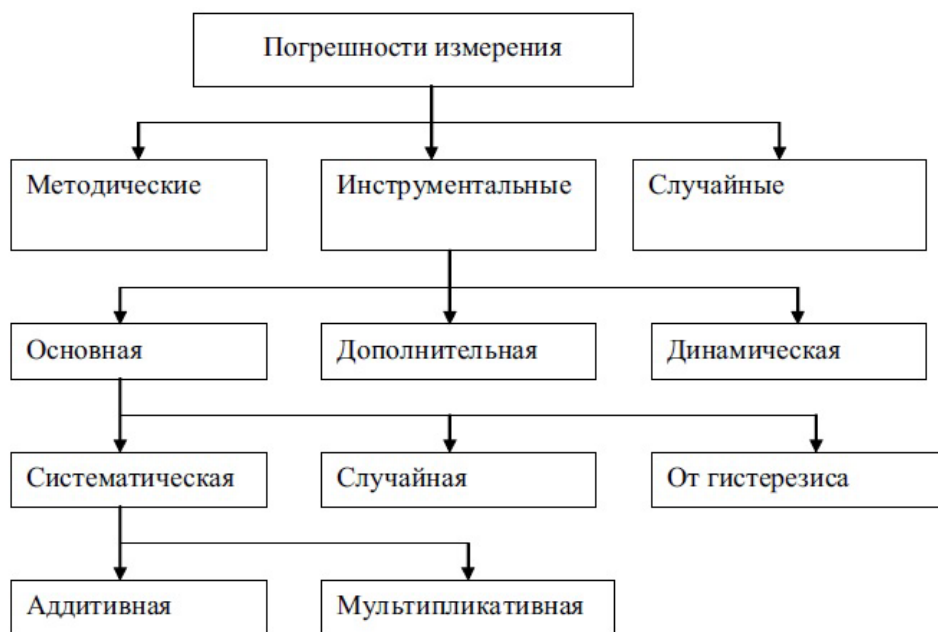 Погрешности измерения
Методические
Инструментальные
Случайные
Основная
Дополнительная
Динамическая
Систематическая
Случайная
От гистерезиса
Аддитивная
Мультипликативная